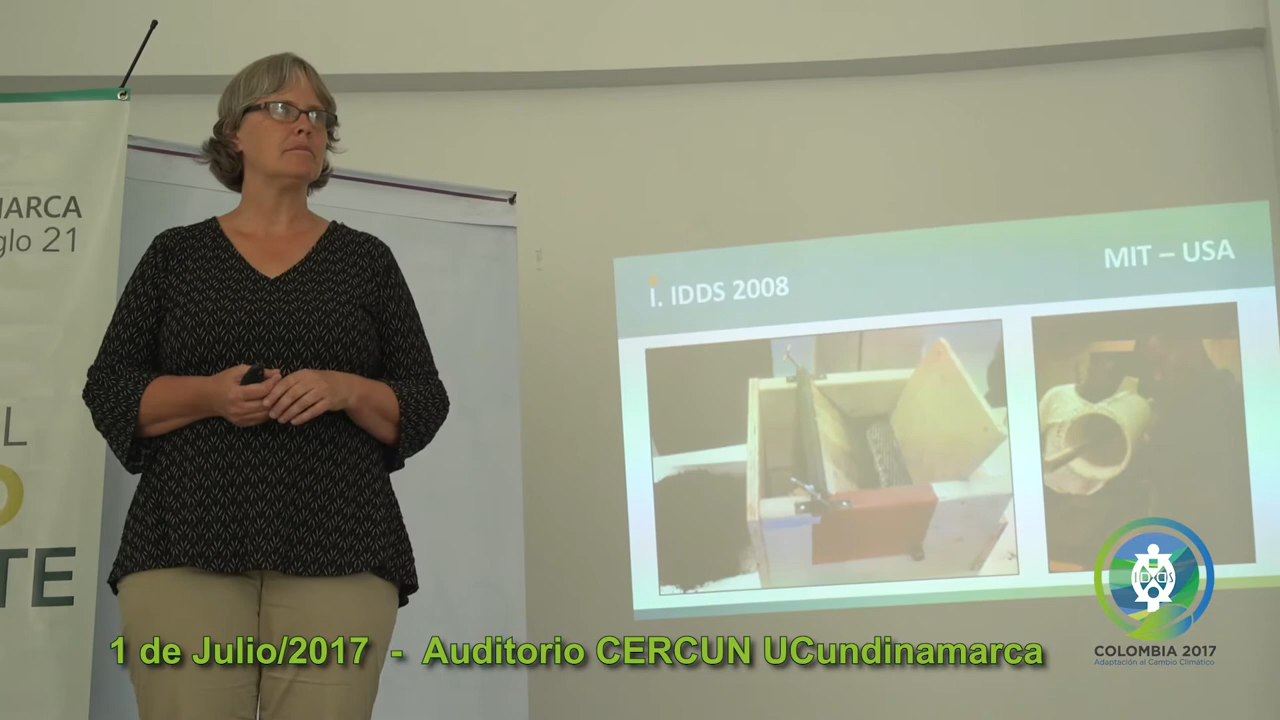 MARCA
glo 21
L
O
TE
I. IDDS 2008
MIT – USA
IDDS
COLOMBIA 2017
Adaptación al Cambio Climático
1 de Julio/2017 - Auditorio CERCUN UCundinamarca